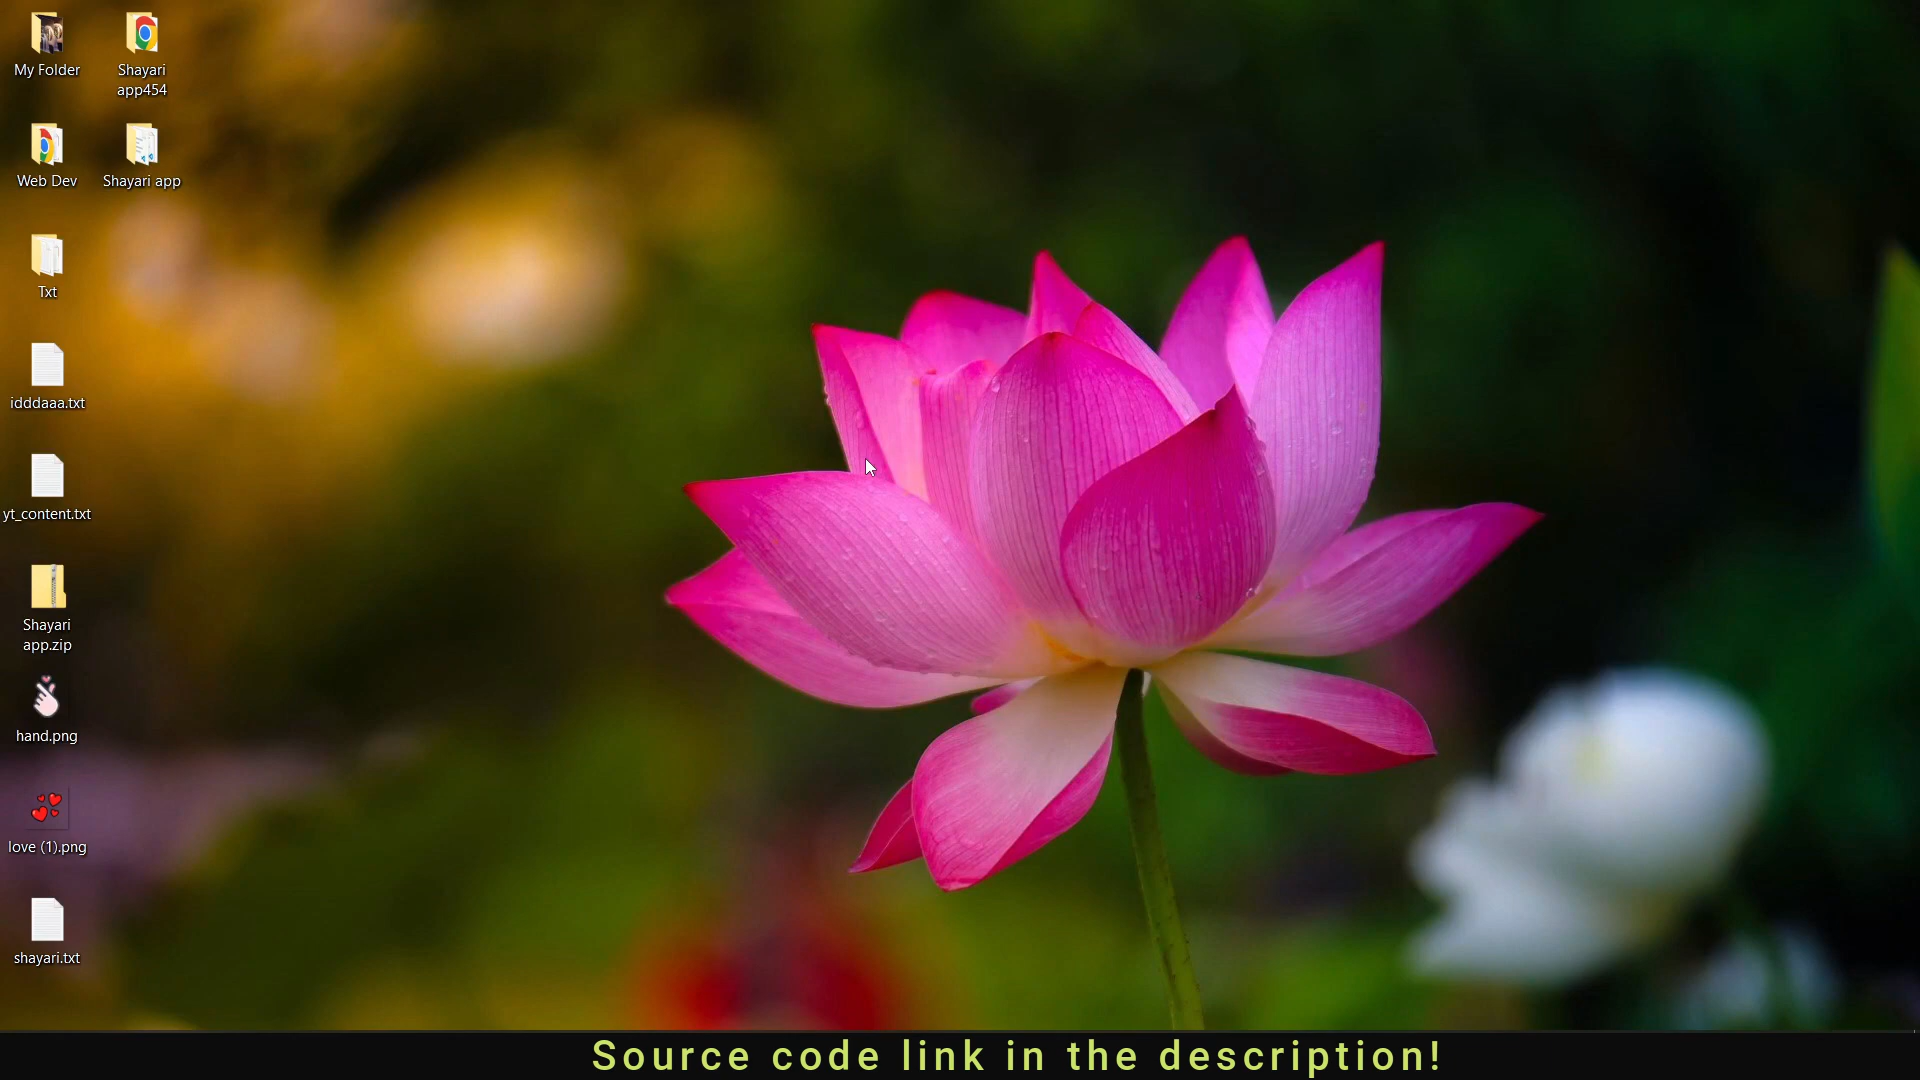 My Folder
Shayari
app454
Web Dev
Shayari app
Txt
idddaaa.txt
yt_content.txt
Shayari
app.zip
hand.png
love (1).png
shayari.txt
Source code link in the description!